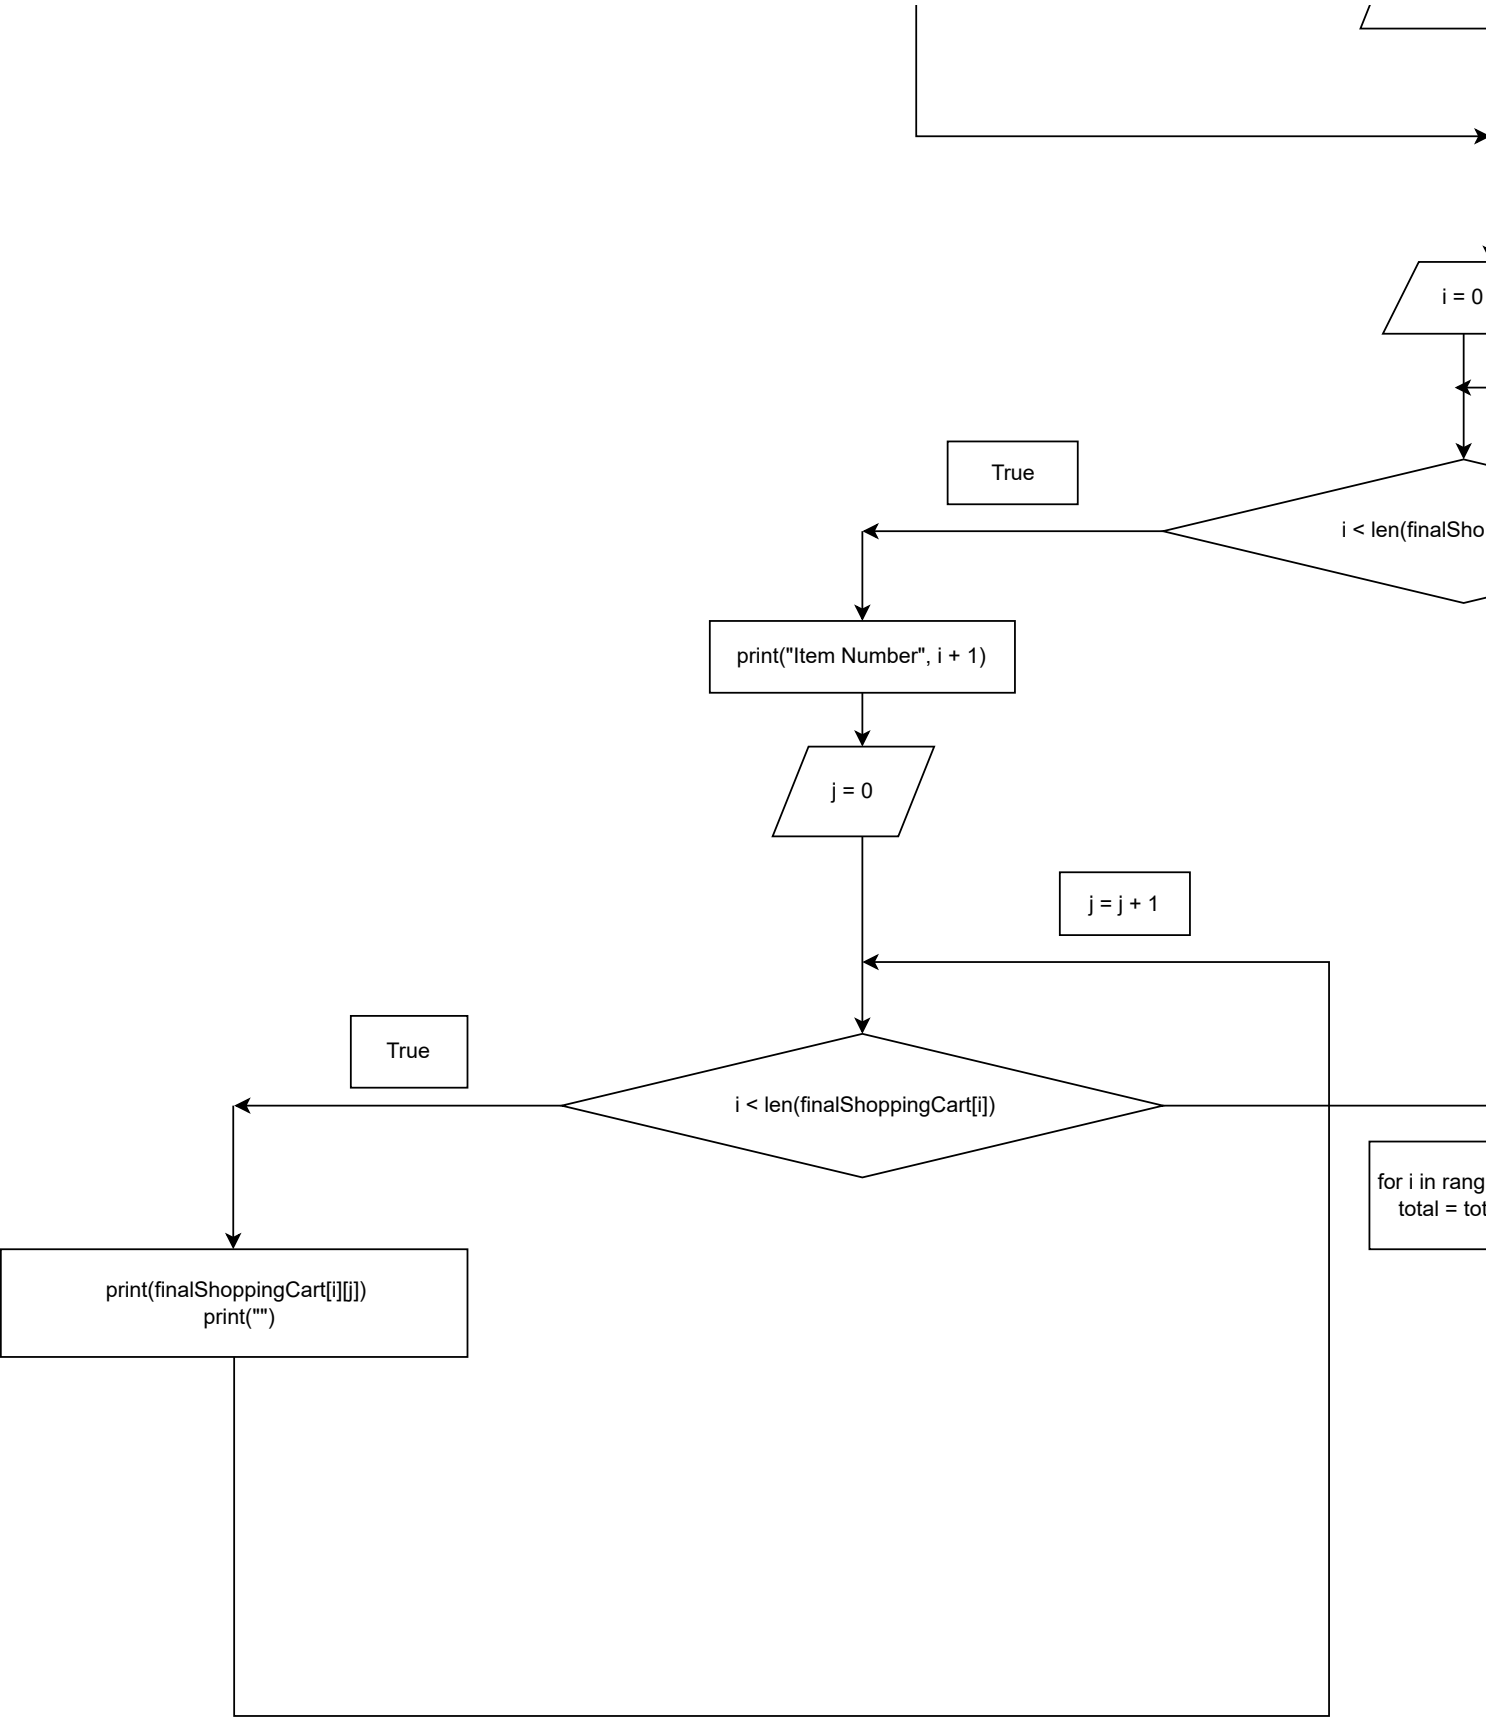 i = 0
True
i < len(finalSho
print("Item Number", i + 1)
j = 0
j = j + 1
True
i < len(finalShoppingCart[i])
for i in rang
total = tot
print(finalShoppingCart[i][j])
print("")